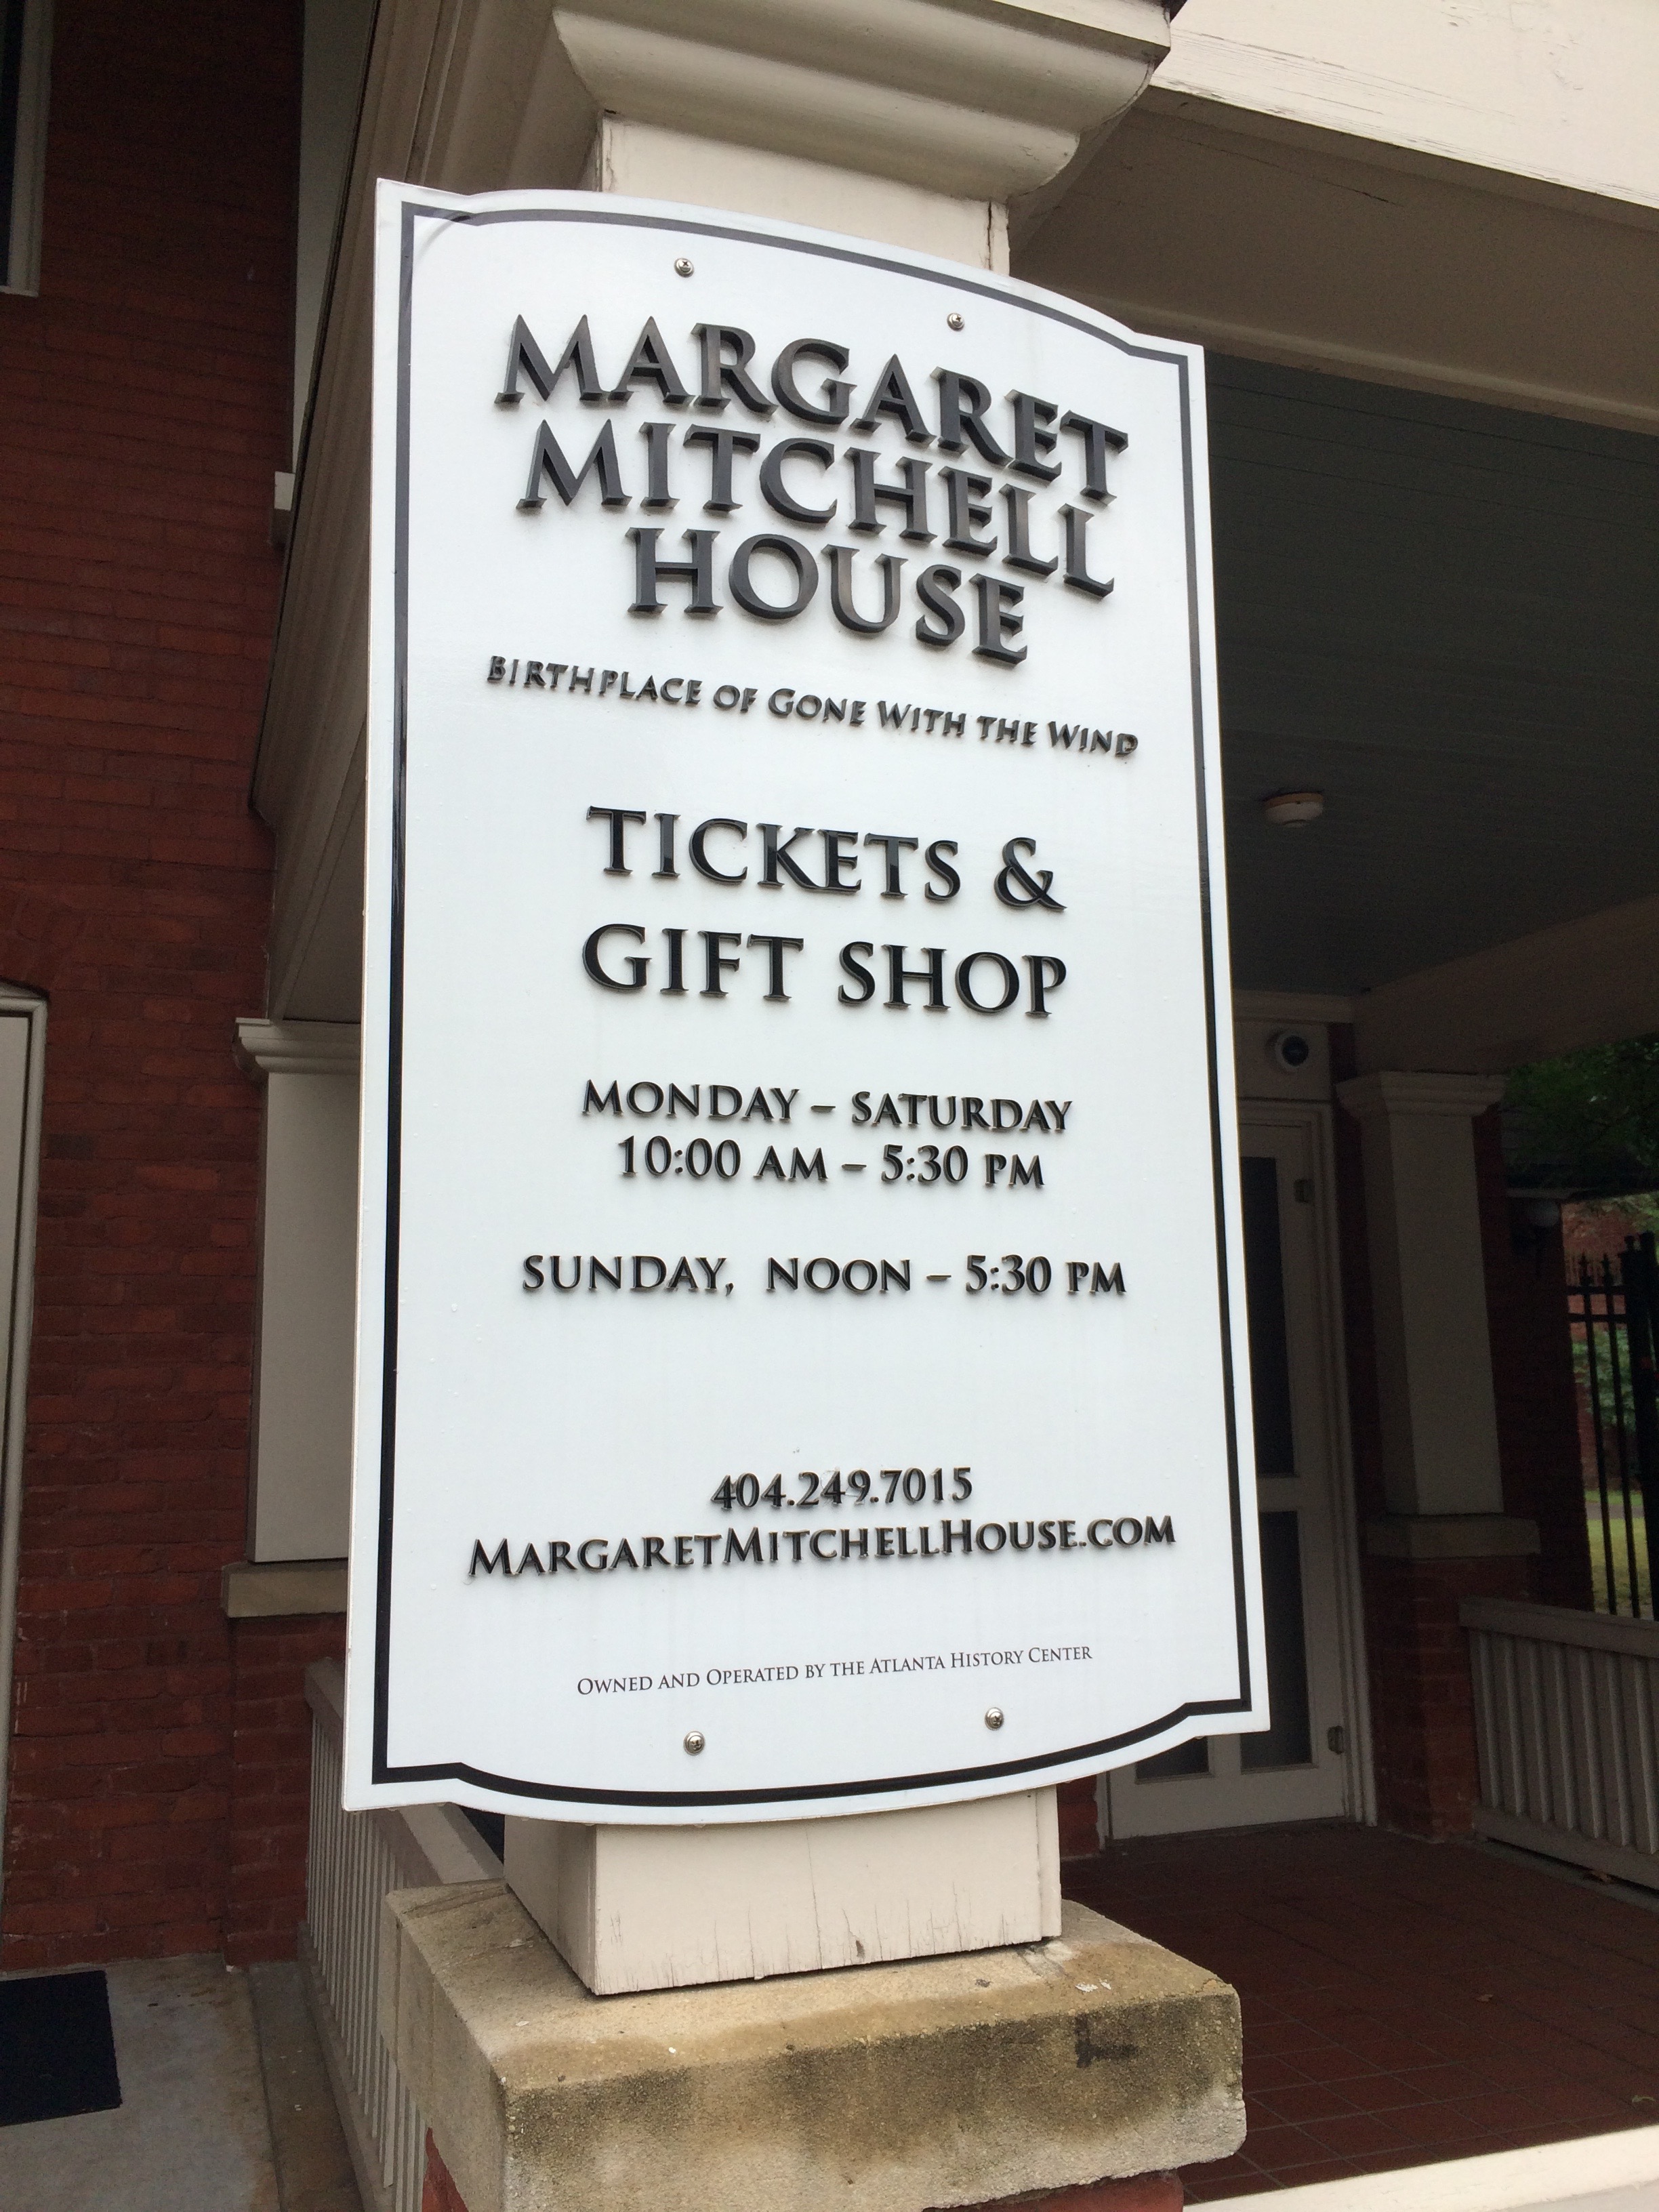 MARGARET
MITCHELL
HOUSE
BIRTHPLACE OF GONE WITH THE WIND
TICKETS &
GIFT SHOP
MONDAY – SATURDAY
10:00 AM – 5:30 PM
SUNDAY, NOON – 5:30 PM
404.249.7015
MARGARETMITCHELLHOUSE.COM
OWNED AND OPERATED BY THE ATLANTA HISTORY CENTER